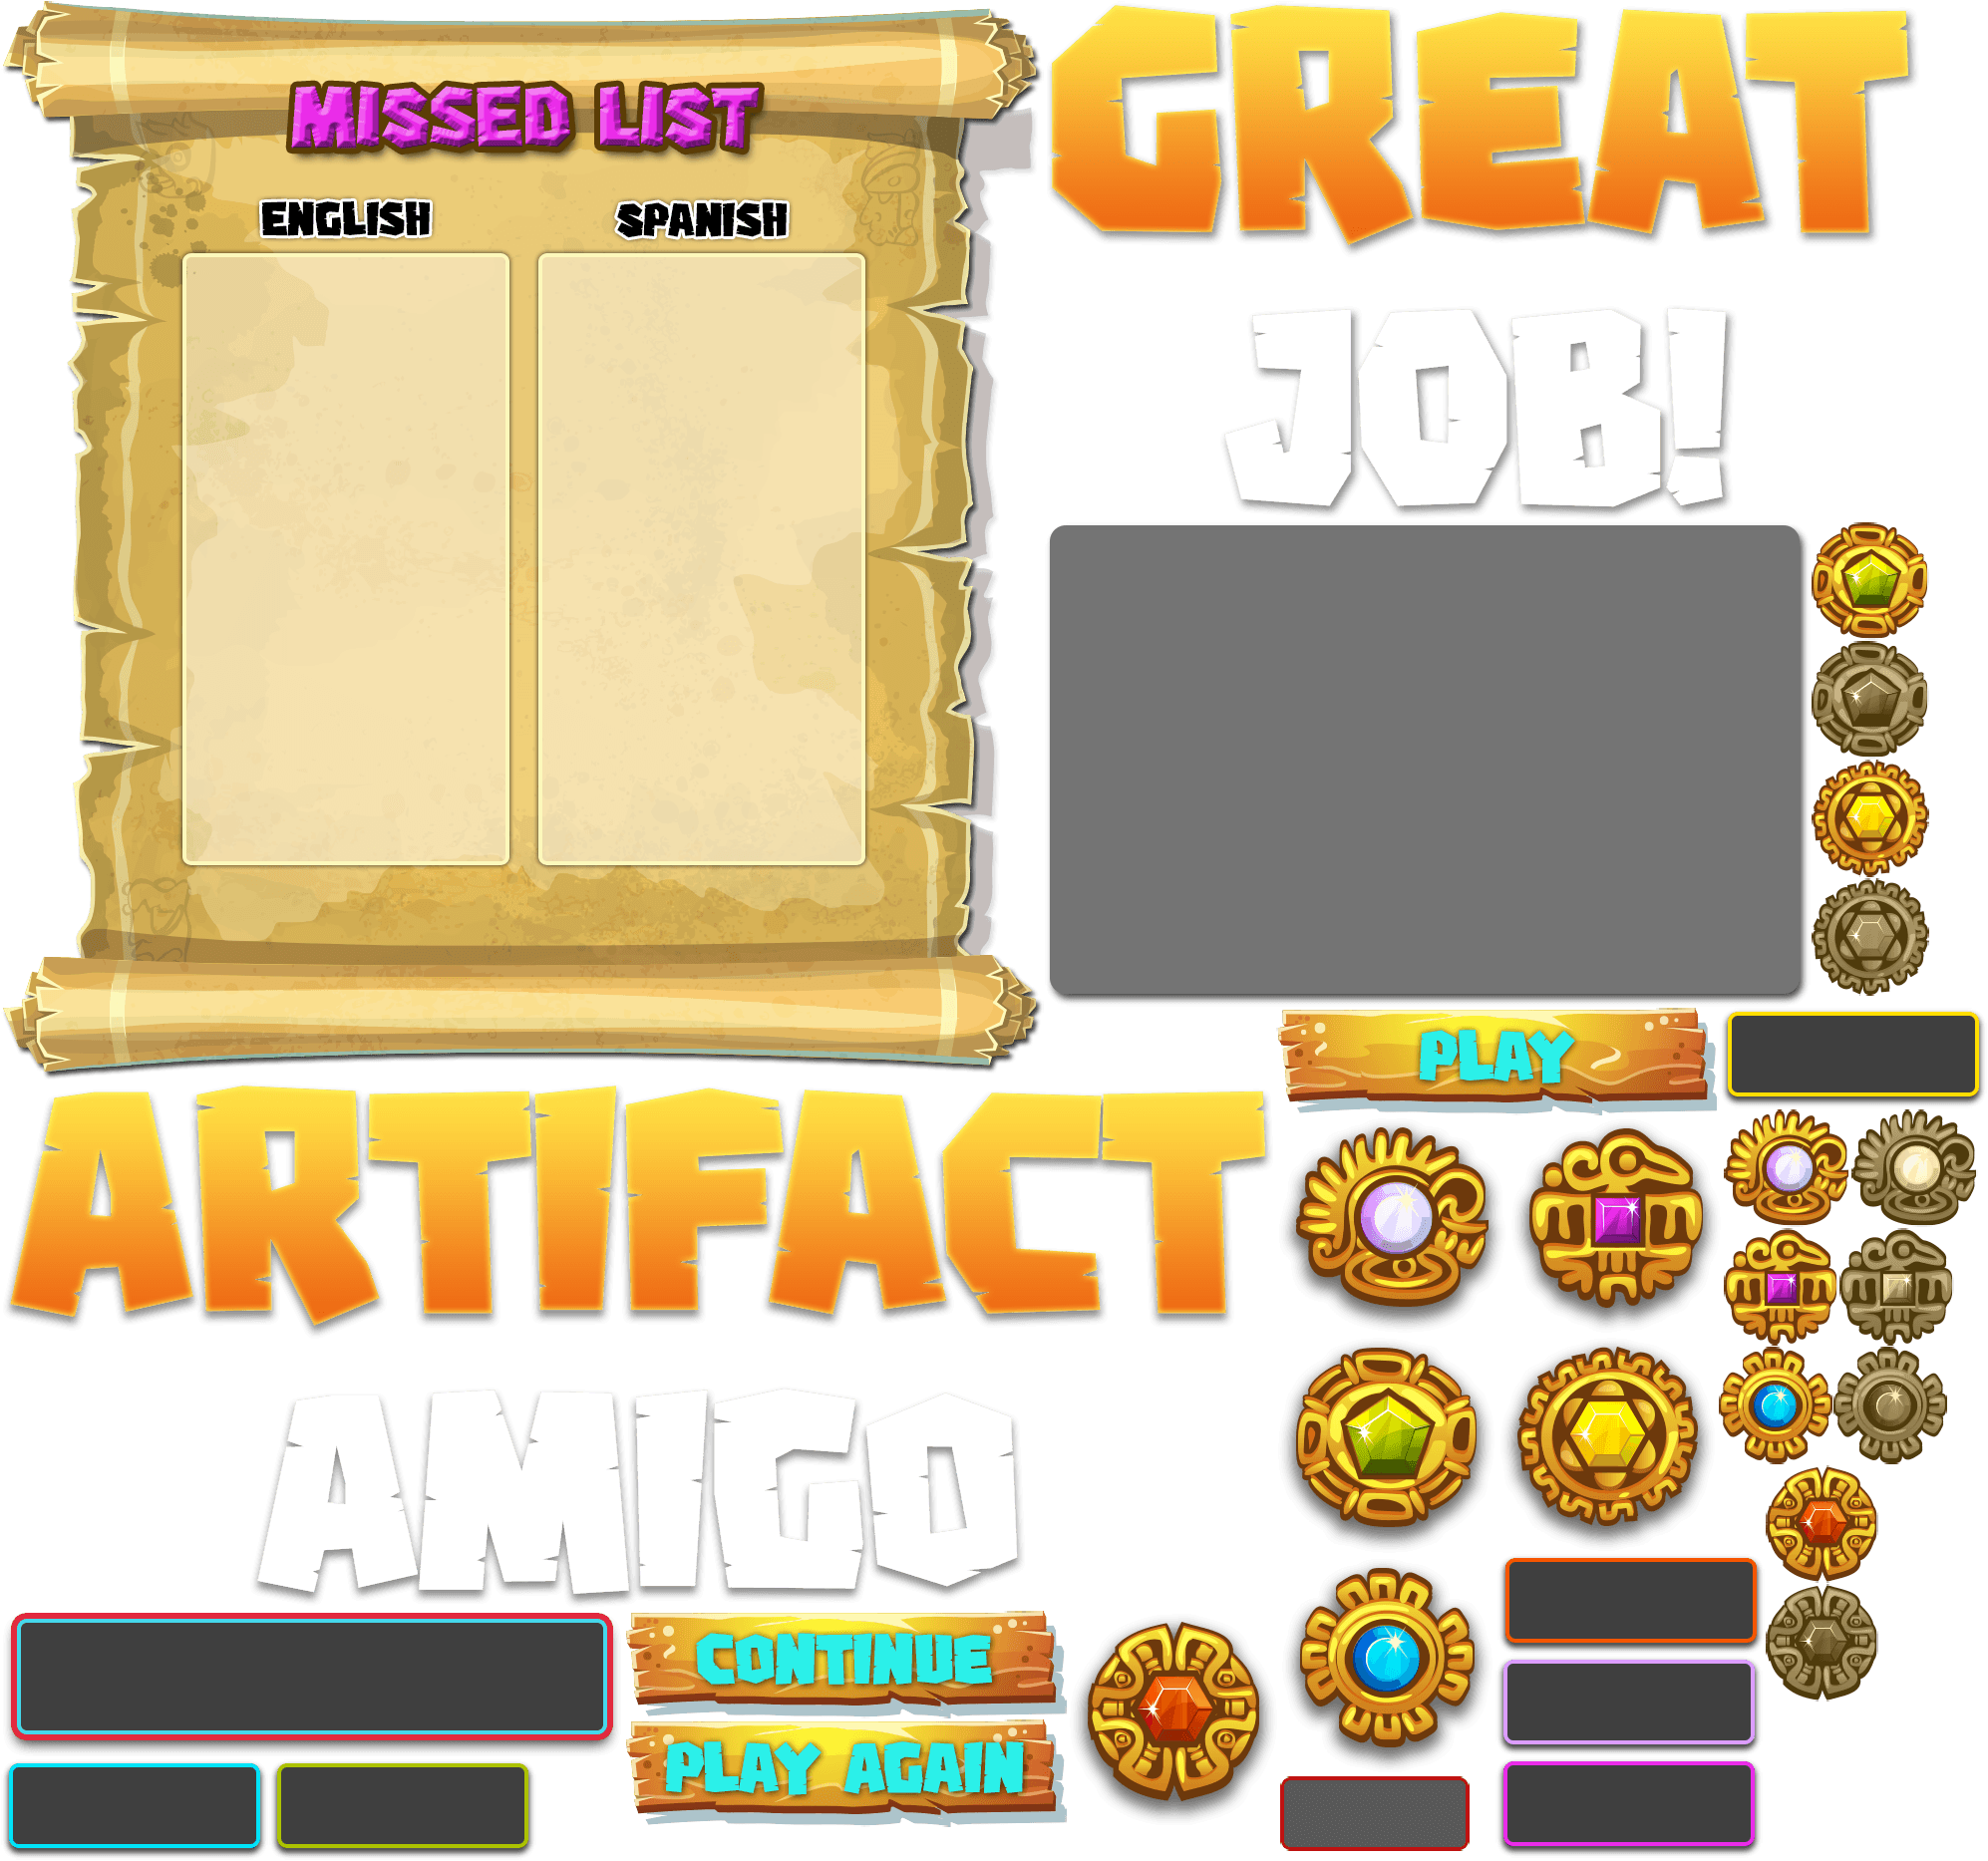 MISSED LIST
ENGLISH SPANISH
GREAT
JOB!
PLAY
ARTIFACT
AMIGO
CONTINUE
PLAY AGAIN